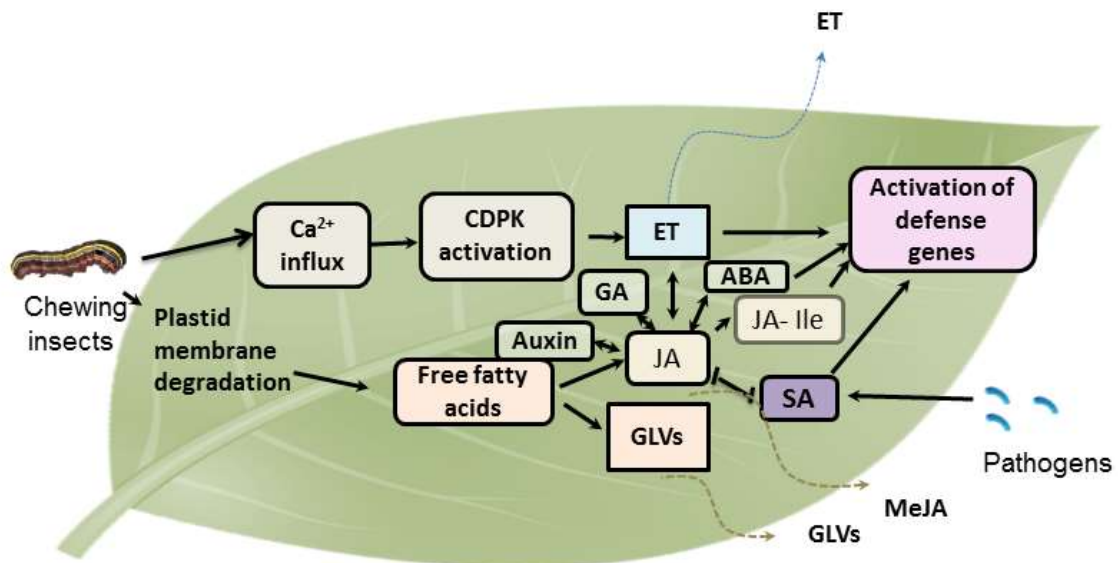 ET
Activation of
defense
genes
CDPK
activation
Ca²⁺
influx
ET
ABA
GA
JA- Ile
Chewing
insects
Plastid
membrane
degradation
Auxin
JA
Free fatty
acids
SA
GLVs
Pathogens
MeJA
GLVs